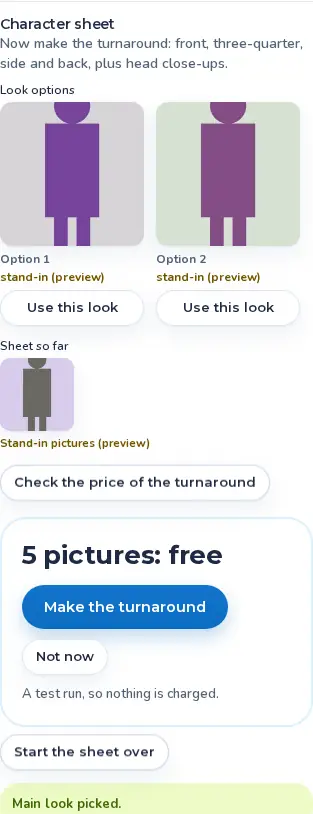 Character sheet
Now make the turnaround: front, three-quarter,
side and back, plus head close-ups.
Look options
Option 1
Option 2
stand-in (preview)
stand-in (preview)
Use this look
Use this look
Sheet so far
Stand-in pictures (preview)
Check the price of the turnaround
5 pictures: free
Make the turnaround
Not now
A test run, so nothing is charged.
Start the sheet over
Main look picked.